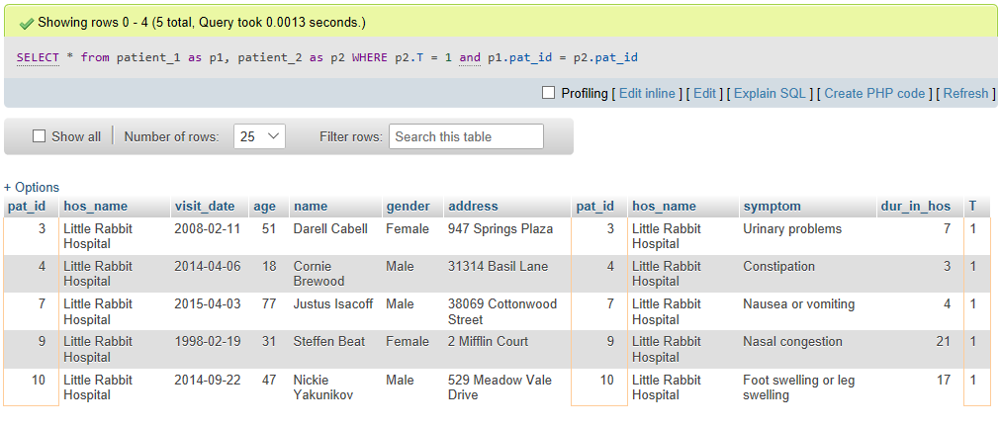 Showing rows 0 - 4 (5 total, Query took 0.0013 seconds.)
SELECT * from patient_1 as p1, patient_2 as p2 WHERE p2.T = 1 and p1.pat_id = p2.pat_id
Profiling [ Edit inline ] [ Edit ] [ Explain SQL ] [ Create PHP code ] [ Refresh ]
Show all Number of rows: 25 Filter rows: Search this table
+ Options
pat_id hos_name visit_date age name gender address pat_id hos_name symptom dur_in_hos T
3 Little Rabbit 2008-02-11 51 Darell Cabell Female 947 Springs Plaza 3 Little Rabbit Urinary problems 7 1
Hospital Hospital
4 Little Rabbit 2014-04-06 18 Cornie Male 31314 Basil Lane 4 Little Rabbit Constipation 3 1
Hospital Brewood Hospital
7 Little Rabbit 2015-04-03 77 Justus Isacoff Male 38069 Cottonwood 7 Little Rabbit Nausea or vomiting 4 1
Hospital Street Hospital
9 Little Rabbit 1998-02-19 31 Steffen Beat Female 2 Mifflin Court 9 Little Rabbit Nasal congestion 21 1
Hospital Hospital
10 Little Rabbit 2014-09-22 47 Nickie Male 529 Meadow Vale 10 Little Rabbit Foot swelling or leg 17 1
Hospital Yakunikov Drive Hospital swelling